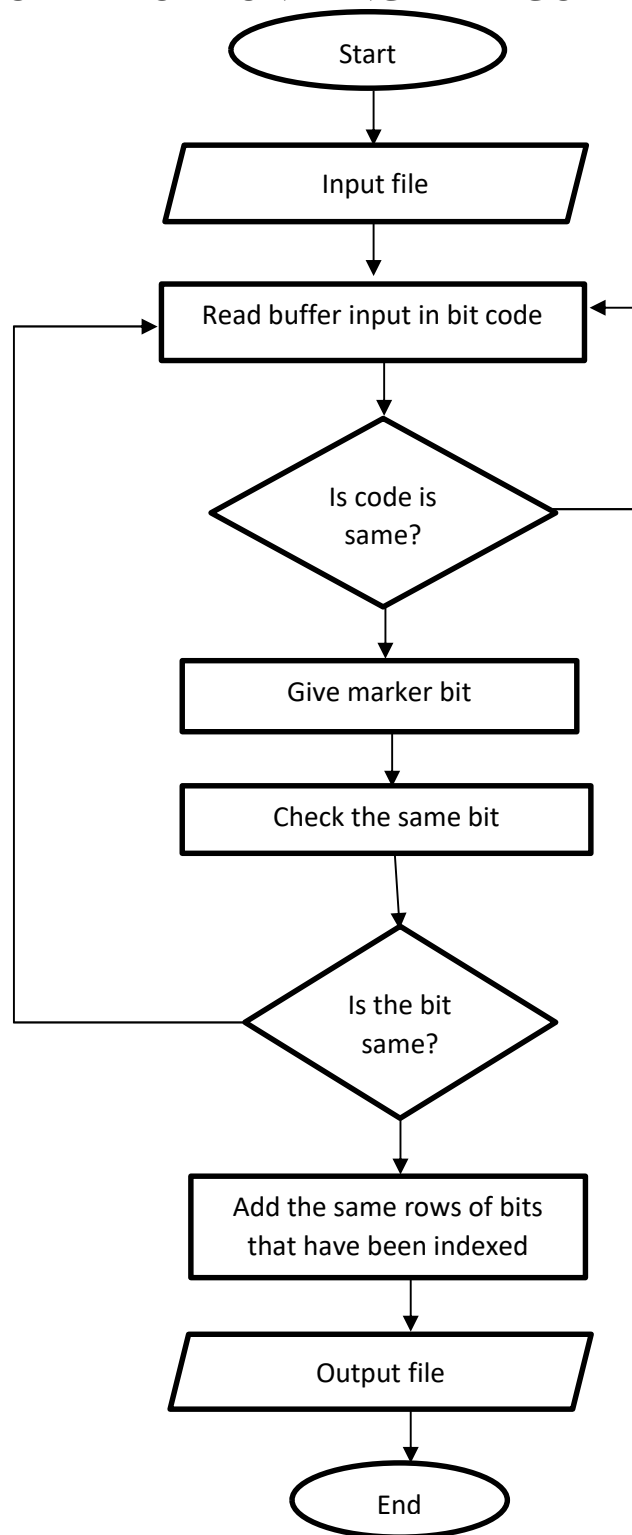 Start
Input file
Read buffer input in bit code
Is code is
same?
Give marker bit
Check the same bit
Is the bit
same?
Add the same rows of bits
that have been indexed
Output file
End